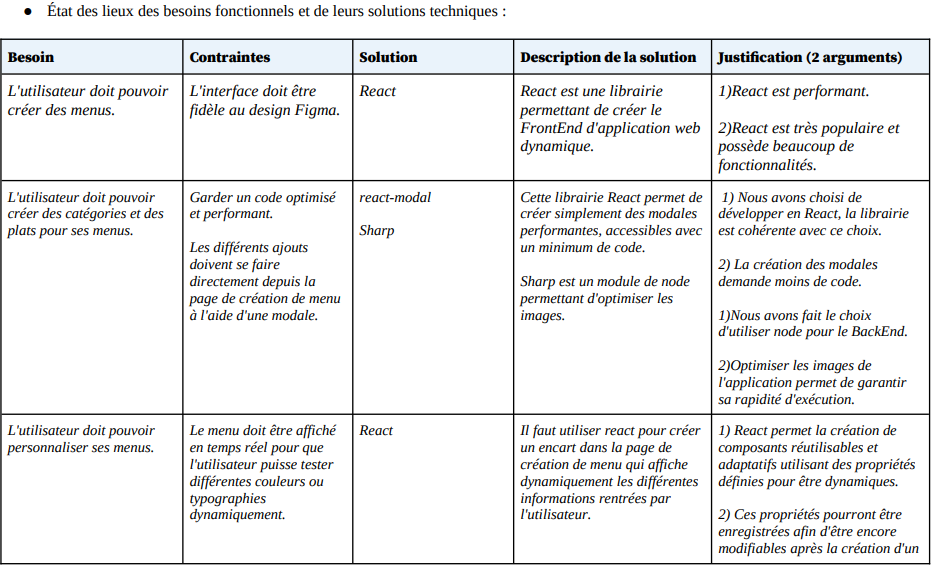 ● État des lieux des besoins fonctionnels et de leurs solutions techniques :
Besoin
Contraintes
Solution
Description de la solution
Justification (2 arguments)
L'utilisateur doit pouvoir
créer des menus.
L'interface doit être
fidèle au design Figma.
React
React est une librairie
permettant de créer le
FrontEnd d'application web
dynamique.
1)React est performant.
2)React est très populaire et
possède beaucoup de
fonctionnalités.
L'utilisateur doit pouvoir
créer des catégories et des
plats pour ses menus.
Garder un code optimisé
et performant.
Les différents ajouts
doivent se faire
directement depuis la
page de création de menu
à l'aide d'une modale.
react-modal
Sharp
Cette librairie React permet de
créer simplement des modales
performantes, accessibles avec
un minimum de code.
Sharp est un module de node
permettant d'optimiser les
images.
1) Nous avons choisi de
développer en React, la librairie
est cohérente avec ce choix.
2) La création des modales
demande moins de code.
1)Nous avons fait le choix
d'utiliser node pour le BackEnd.
2)Optimiser les images de
l'application permet de garantir
sa rapidité d'exécution.
L'utilisateur doit pouvoir
personnaliser ses menus.
Le menu doit être affiché
en temps réel pour que
l'utilisateur puisse tester
différentes couleurs ou
typographies
dynamiquement.
React
Il faut utiliser react pour créer
un encart dans la page de
création de menu qui affiche
dynamiquement les différentes
informations rentrées par
l'utilisateur.
1) React permet la création de
composants réutilisables et
adaptatifs utilisant des propriétés
définies pour être dynamiques.
2) Ces propriétés pourront être
enregistrées afin d'être encore
modifiables après la création d'un